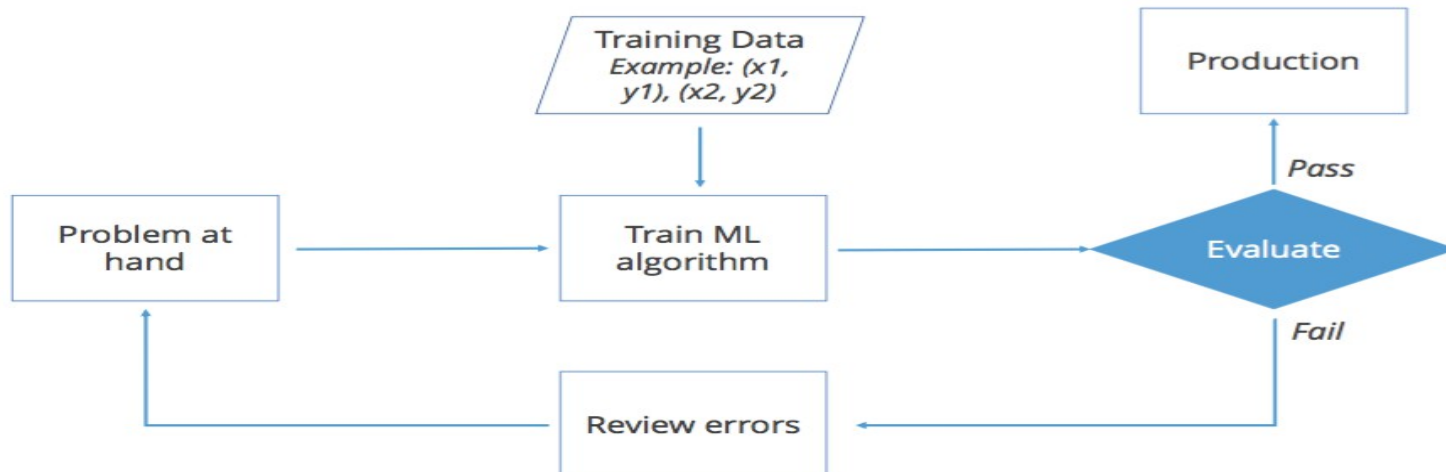 Training Data
Example: (x1,
y1), (x2, y2)
Production
Pass
Problem at
hand
Train ML
algorithm
Evaluate
Fail
Review errors